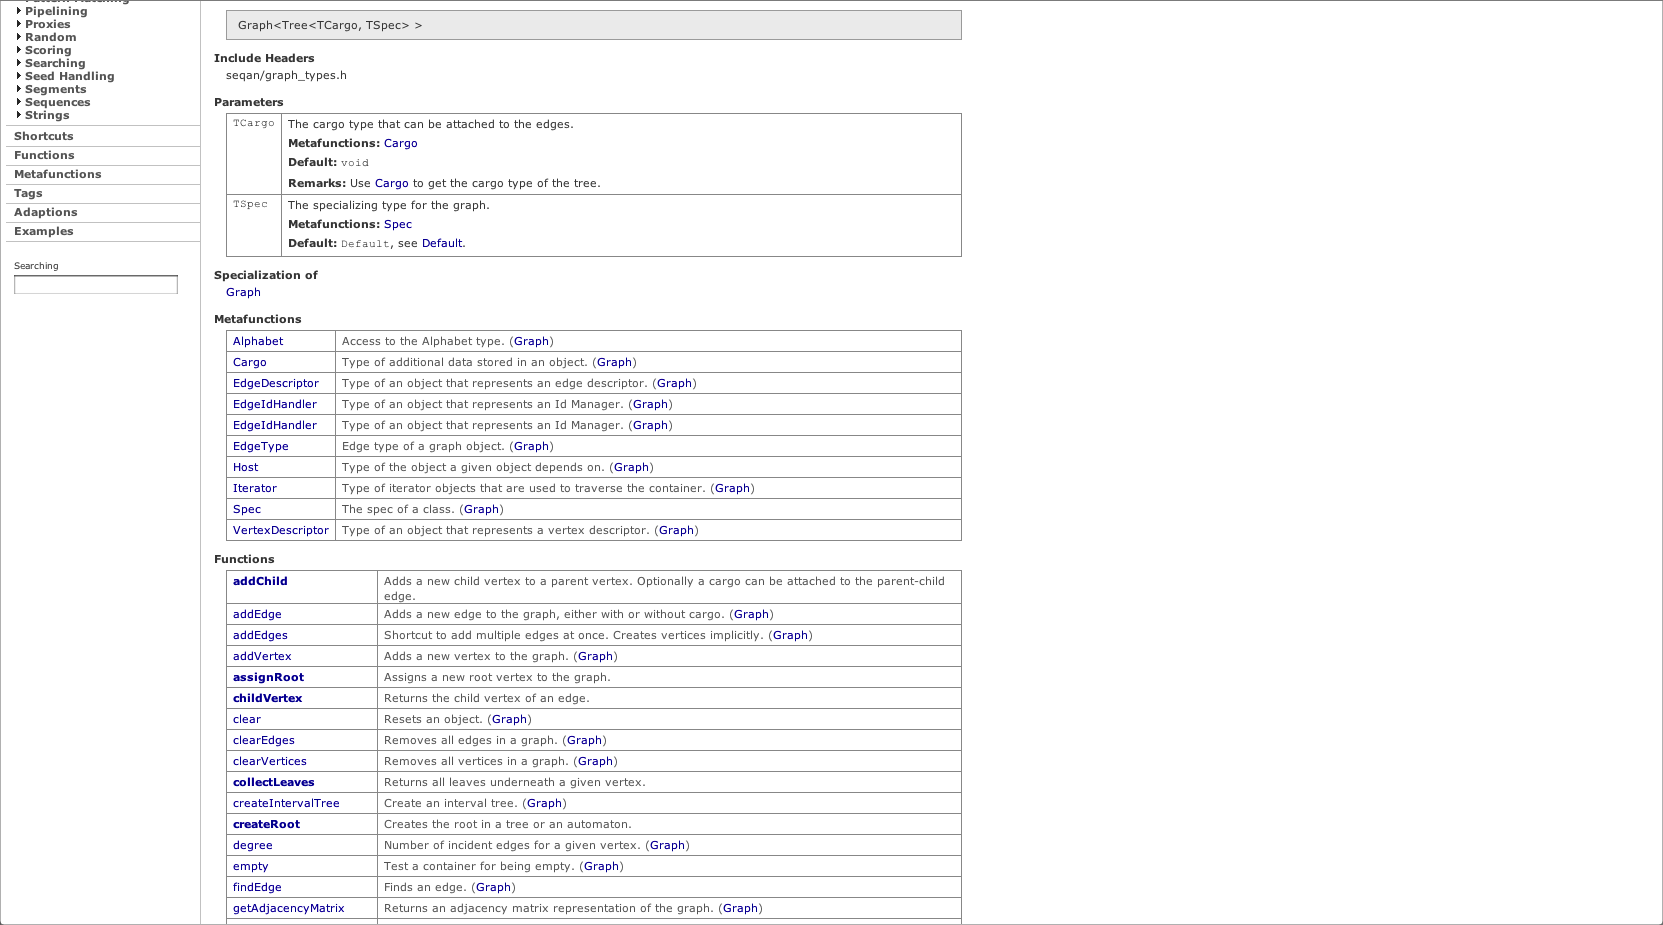 Pipelining
Proxies
Random
Scoring
Searching
Seed Handling
Segments
Sequences
Strings
Shortcuts
Functions
Metafunctions
Tags
Adaptions
Examples
Searching
Graph<Tree<TCargo, TSpec> >
Include Headers
seqan/graph_types.h
Parameters
TCargo The cargo type that can be attached to the edges.
Metafunctions: Cargo
Default: void
Remarks: Use Cargo to get the cargo type of the tree.
TSpec The specializing type for the graph.
Metafunctions: Spec
Default: Default, see Default.
Specialization of
Graph
Metafunctions
Alphabet Access to the Alphabet type. (Graph)
Cargo Type of additional data stored in an object. (Graph)
EdgeDescriptor Type of an object that represents an edge descriptor. (Graph)
EdgeIdHandler Type of an object that represents an Id Manager. (Graph)
EdgeIdHandler Type of an object that represents an Id Manager. (Graph)
EdgeType Edge type of a graph object. (Graph)
Host Type of the object a given object depends on. (Graph)
Iterator Type of iterator objects that are used to traverse the container. (Graph)
Spec The spec of a class. (Graph)
VertexDescriptor Type of an object that represents a vertex descriptor. (Graph)
Functions
addChild Adds a new child vertex to a parent vertex. Optionally a cargo can be attached to the parent-child
edge.
addEdge Adds a new edge to the graph, either with or without cargo. (Graph)
addEdges Shortcut to add multiple edges at once. Creates vertices implicitly. (Graph)
addVertex Adds a new vertex to the graph. (Graph)
assignRoot Assigns a new root vertex to the graph.
childVertex Returns the child vertex of an edge.
clear Resets an object. (Graph)
clearEdges Removes all edges in a graph. (Graph)
clearVertices Removes all vertices in a graph. (Graph)
collectLeaves Returns all leaves underneath a given vertex.
createIntervalTree Create an interval tree. (Graph)
createRoot Creates the root in a tree or an automaton.
degree Number of incident edges for a given vertex. (Graph)
empty Test a container for being empty. (Graph)
findEdge Finds an edge. (Graph)
getAdjacencyMatrix Returns an adjacency matrix representation of the graph. (Graph)